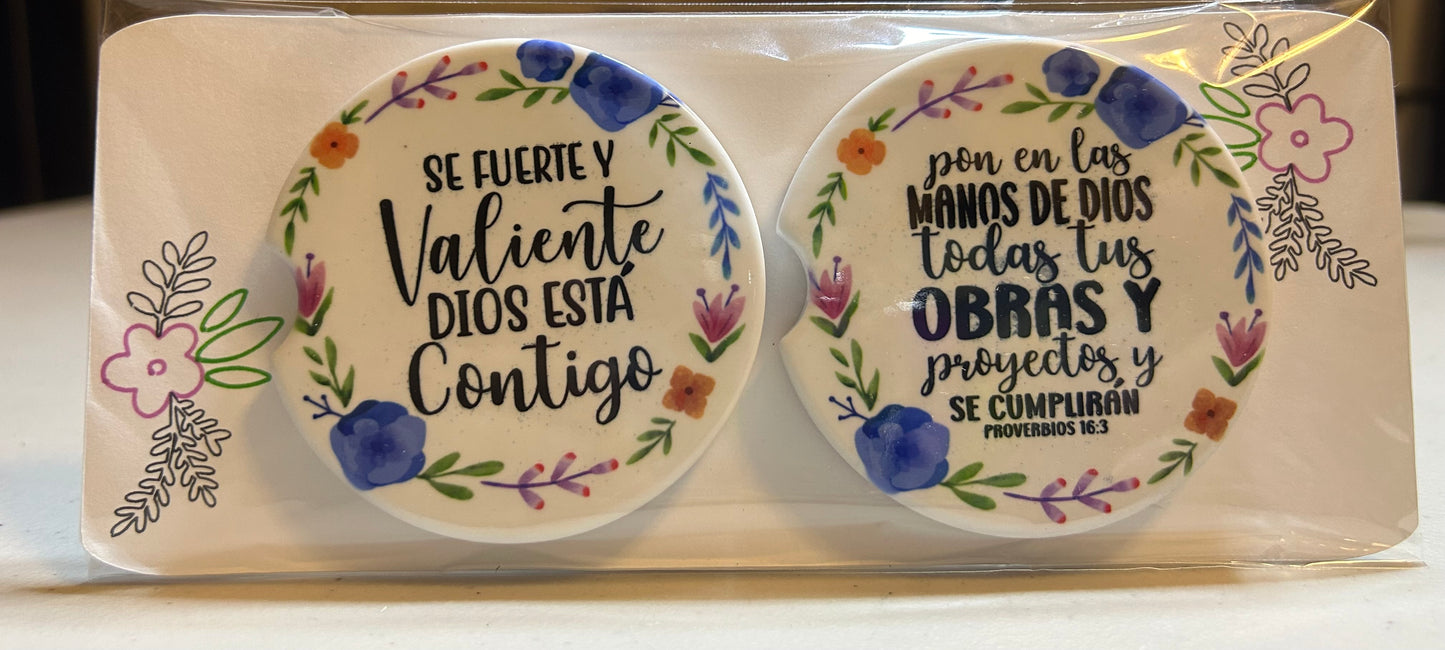 SE FUERTE Y
Valiente
DIOS ESTÁ
Contigo
pon en las
MANOS DE DIOS
todas tus
OBRAS Y
proyectos y
SE CUMPLIRÁN
PROVERBIOS 16:3